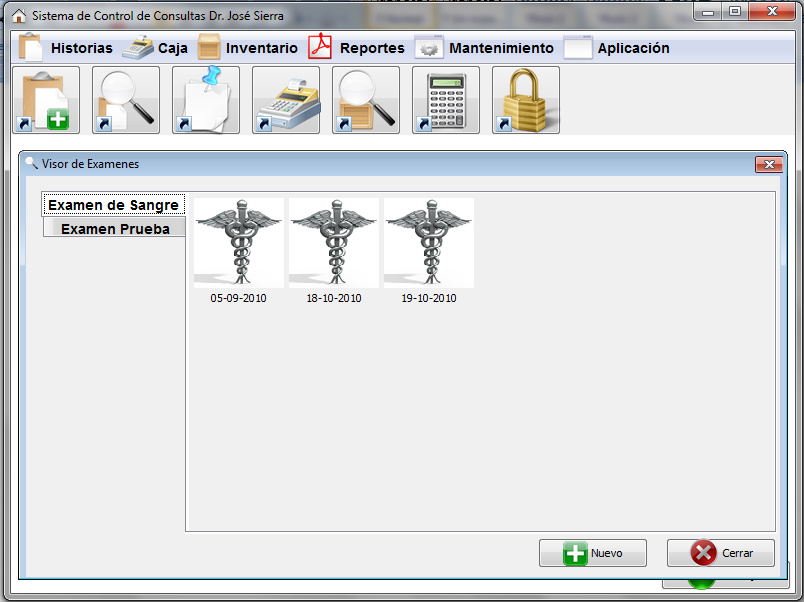 Sistema de Control de Consultas Dr. José Sierra
Historias Caja Inventario Reportes Mantenimiento Aplicación
Visor de Examenes
Examen de Sangre
Examen Prueba
05-09-2010 18-10-2010 19-10-2010
Nuevo Cerrar